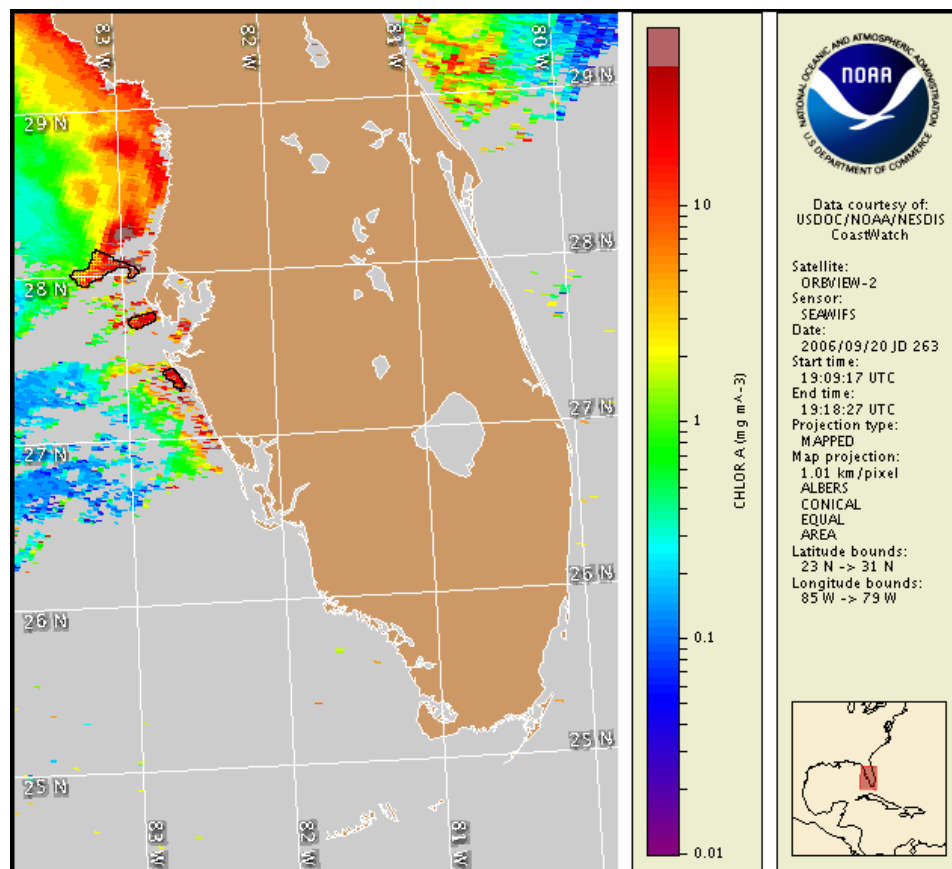 83 W
82 W
81 W
80 W
29 N
29 N
28 N
28 N
27 N
27 N
26 N
26 N
25 N
25 N
83 W
82 W
81 W
10
1
0.1
0.01
CHLOR A (mg m^-3)
NATIONAL OCEANIC AND ATMOSPHERIC ADMINISTRATION
NOAA
U.S. DEPARTMENT OF COMMERCE
Data courtesy of:
USDOC/NOAA/NESDIS
CoastWatch
Satellite:
ORBVIEW-2
Sensor:
SEAWIFS
Date:
2006/09/20 JD 263
Start time:
19:09:17 UTC
End time:
19:18:27 UTC
Projection type:
MAPPED
Map projection:
1.01 km/pixel
ALBERS
CONICAL
EQUAL
AREA
Latitude bounds:
23 N -> 31 N
Longitude bounds:
85 W -> 79 W